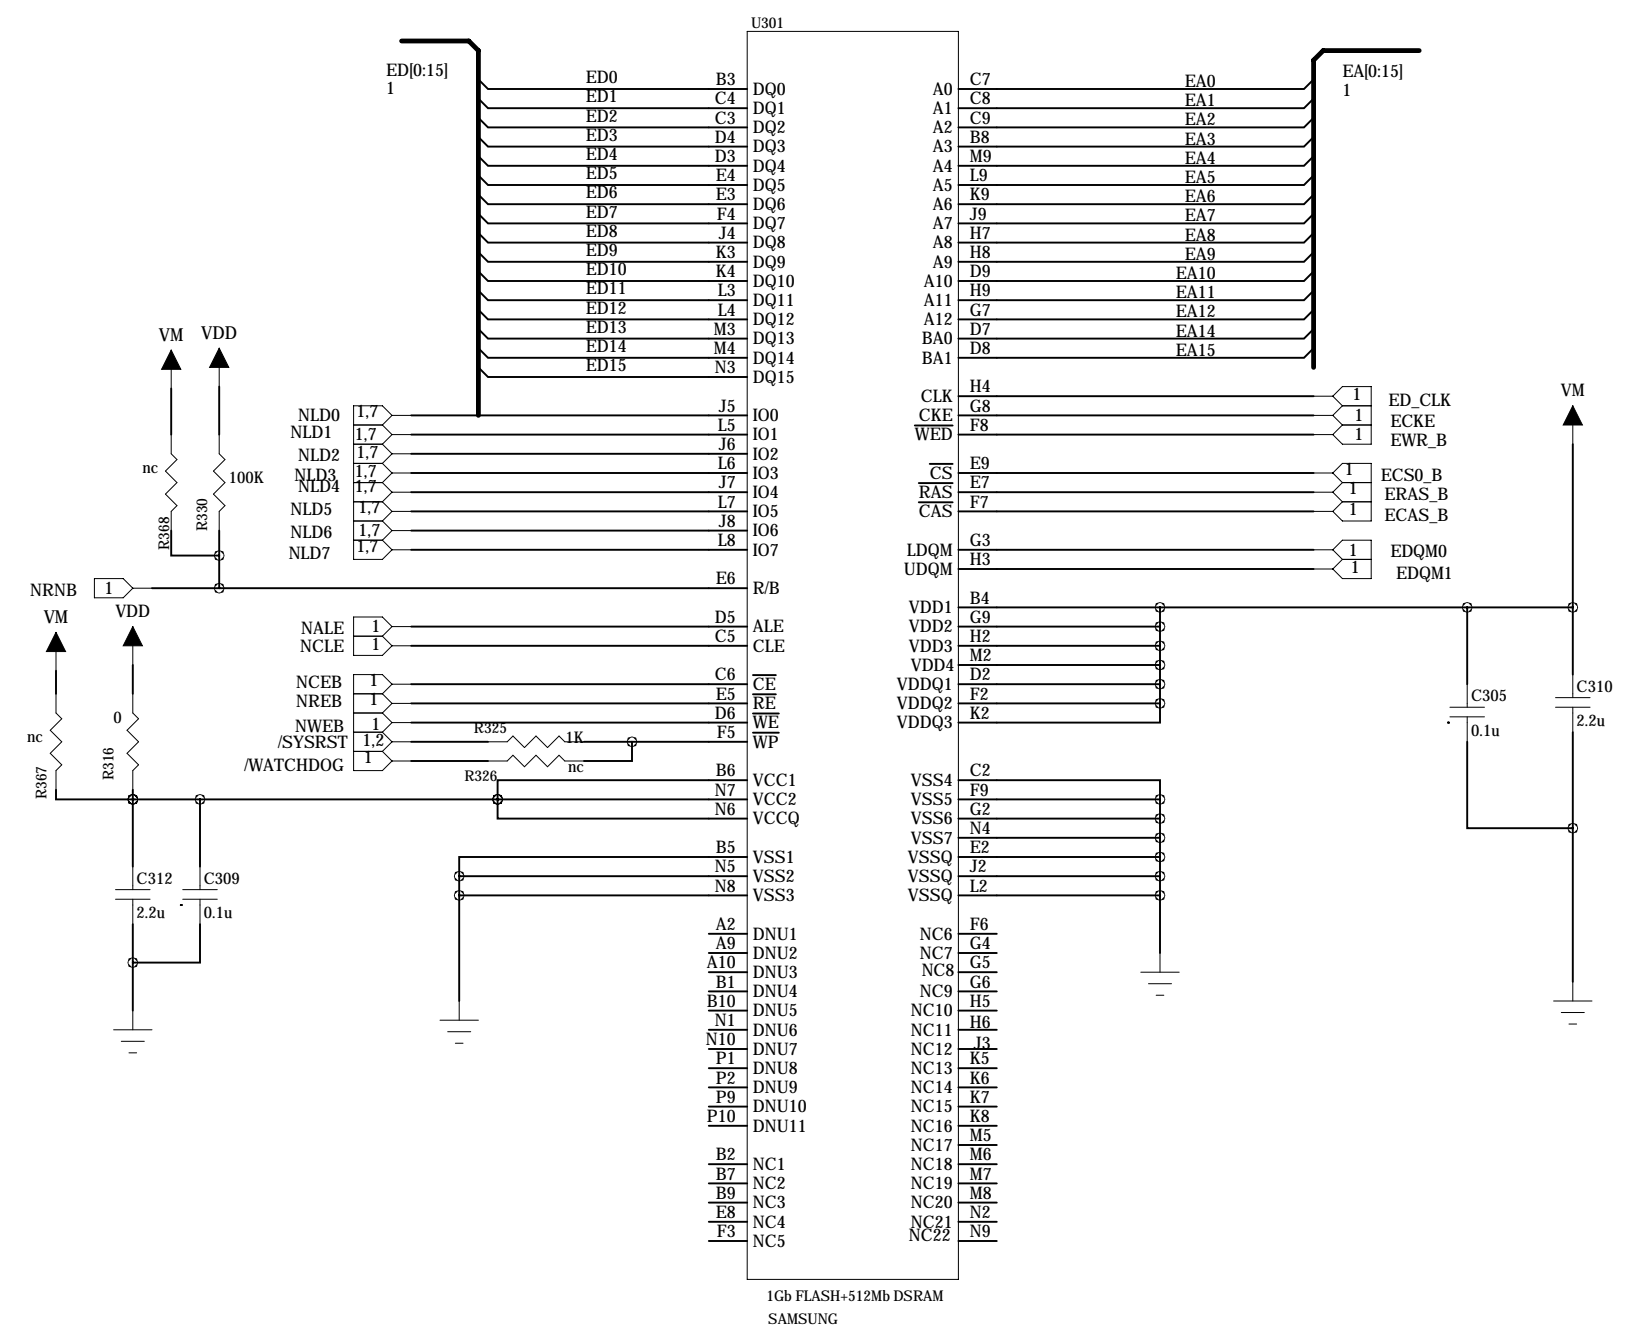 U301
ED[0:15]
1
EA[0:15]
1
ED0 B3 DQ0
ED1 C4 DQ1
ED2 C3 DQ2
ED3 D4 DQ3
ED4 D3 DQ4
ED5 E4 DQ5
ED6 E3 DQ6
ED7 F4 DQ7
ED8 J4 DQ8
ED9 K3 DQ9
ED10 K4 DQ10
ED11 L3 DQ11
ED12 L4 DQ12
ED13 M3 DQ13
ED14 M4 DQ14
ED15 N3 DQ15
A0 C7 EA0
A1 C8 EA1
A2 C9 EA2
A3 B8 EA3
A4 M9 EA4
A5 L9 EA5
A6 K9 EA6
A7 J9 EA7
A8 H7 EA8
A9 H8 EA9
A10 D9 EA10
A11 H9 EA11
A12 G7 EA12
BA0 D7 EA14
BA1 D8 EA15
VM
VDD
nc
R368
100K
R330
NLD0 1,7 J5 IO0
NLD1 1,7 L5 IO1
NLD2 1,7 J6 IO2
NLD3 1,7 L6 IO3
NLD4 1,7 J7 IO4
NLD5 1,7 L7 IO5
NLD6 1,7 J8 IO6
NLD7 1,7 L8 IO7
CLK H4 1 ED_CLK
CKE G8 1 ECKE
WED F8 1 EWR_B
CS E9 1 ECS0_B
RAS E7 1 ERAS_B
CAS F7 1 ECAS_B
LDQM G3 1 EDQM0
UDQM H3 1 EDQM1
NRNB 1 E6 R/B
VM
VDD
nc
R367
0
R316
NALE 1 D5 ALE
NCLE 1 C5 CLE
NCEB 1 C6 CE
NREB 1 E5 RE
NWEB 1 D6 WE
/SYSRST 1,2 R325 1K F5 WP
/WATCHDOG 1 R326 nc
B6 VCC1
N7 VCC2
N6 VCCQ
B5 VSS1
N5 VSS2
N8 VSS3
C312
2.2u
C309
0.1u
VM
VDD1 B4
VDD2 G9
VDD3 H2
VDD4 M2
VDDQ1 D2
VDDQ2 F2
VDDQ3 K2
C305
0.1u
C310
2.2u
VSS4 C2
VSS5 F9
VSS6 G2
VSS7 N4
VSSQ E2
VSSQ J2
VSSQ L2
A2 DNU1
A9 DNU2
A10 DNU3
B1 DNU4
B10 DNU5
N1 DNU6
N10 DNU7
P1 DNU8
P2 DNU9
P9 DNU10
P10 DNU11
B2 NC1
B7 NC2
B9 NC3
E8 NC4
F3 NC5
NC6 F6
NC7 G4
NC8 G5
NC9 G6
NC10 H5
NC11 H6
NC12 J3
NC13 K5
NC14 K6
NC15 K7
NC16 K8
NC17 M5
NC18 M6
NC19 M7
NC20 M8
NC21 N2
NC22 N9
1Gb FLASH+512Mb DSRAM
SAMSUNG